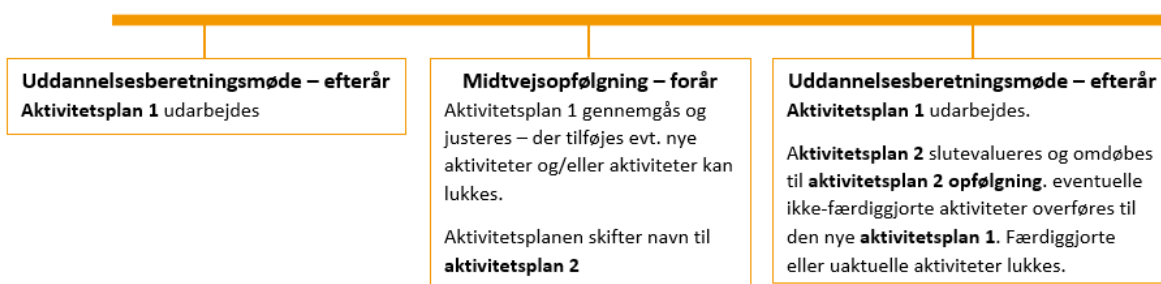 Uddannelsesberetningsmøde – efterår
Aktivitetsplan 1 udarbejdes
Midtvejsopfølgning – forår
Aktivitetsplan 1 gennemgås og
justeres – der tilføjes evt. nye
aktiviteter og/eller aktiviteter kan
lukkes.
Aktivitetsplanen skifter navn til
aktivitetsplan 2
Uddannelsesberetningsmøde – efterår
Aktivitetsplan 1 udarbejdes.
Aktivitetsplan 2 slutevalueres og omdøbes
til aktivitetsplan 2 opfølgning. eventuelle
ikke-færdiggjorte aktiviteter overføres til
den nye aktivitetsplan 1. Færdiggjorte
eller uaktuelle aktiviteter lukkes.